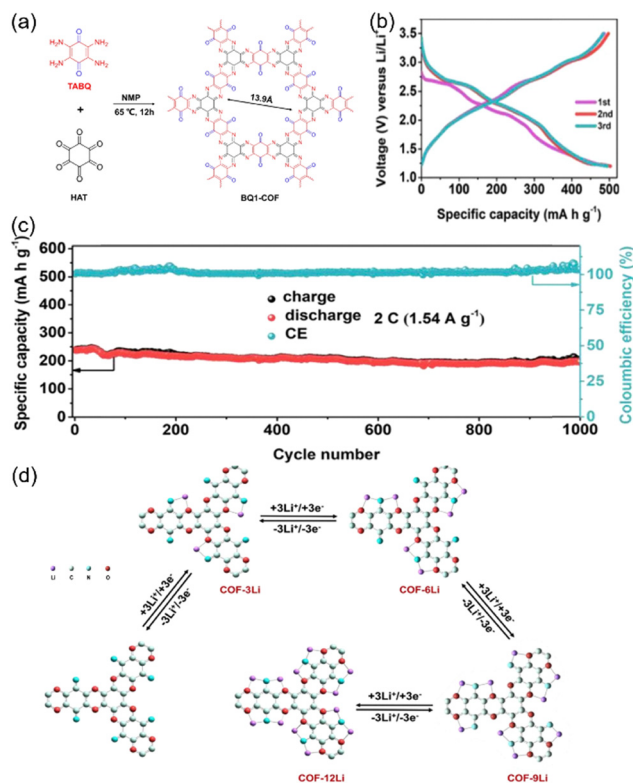 (a)
O
NH₂
NH₂
H₂N
H₂N
O
TABQ
+
HAT
NMP
65 ℃, 12h
13.9Å
BQ1-COF
(b)
Voltage (V) versus Li/Li⁺
3.5
3.0
2.5
2.0
1.5
1.0
0 100 200 300 400 500
Specific capacity (mA h g⁻¹)
1st
2nd
3rd
(c)
Specific capacity (mA h g⁻¹)
600
500
400
300
200
100
0
charge
discharge 2 C (1.54 A g⁻¹)
CE
Coloumbic efficiency (%)
100
75
50
25
0
0 200 400 600 800 1000
Cycle number
(d)
Li C N O
COF-3Li
+3Li⁺/+3e⁻
-3Li⁺/-3e⁻
COF-6Li
+3Li⁺/+3e⁻
-3Li⁺/-3e⁻
+3Li⁺/+3e⁻
-3Li⁺/-3e⁻
COF-12Li
+3Li⁺/+3e⁻
-3Li⁺/-3e⁻
COF-9Li